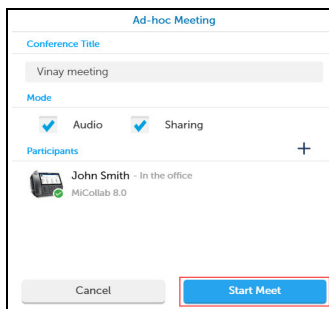 Ad-hoc Meeting
Conference Title
Vinay meeting
Mode
Audio Sharing
Participants +
John Smith - In the office
MiCollab 8.0
Cancel Start Meet